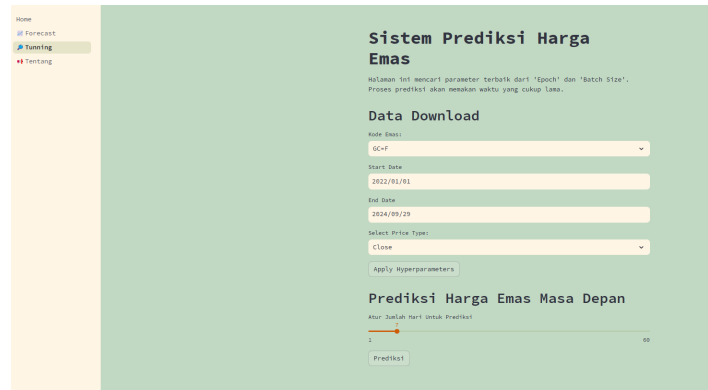 Home
Forecast
Tunning
Tentang
Sistem Prediksi Harga
Emas
Halaman ini mencari parameter terbaik dari 'Epoch' dan 'Batch Size'.
Proses prediksi akan memakan waktu yang cukup lama.
Data Download
Kode Emas:
GC=F
Start Date
2022/01/01
End Date
2024/09/29
Select Price Type:
Close
Apply Hyperparameters
Prediksi Harga Emas Masa Depan
Atur Jumlah Hari Untuk Prediksi
7
1 60
Prediksi